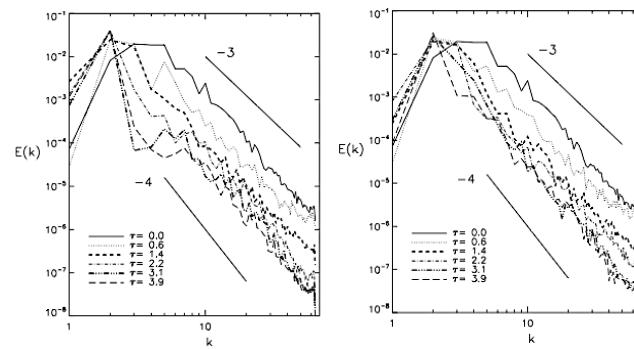 10⁻¹
10⁻²
10⁻³
E(k)
10⁻⁴
10⁻⁵
10⁻⁶
10⁻⁷
10⁻⁸
−3
−4
τ= 0.0
τ= 0.6
τ= 1.4
τ= 2.2
τ= 3.1
τ= 3.9
1
10
k
10⁻¹
10⁻²
10⁻³
E(k)
10⁻⁴
10⁻⁵
10⁻⁶
10⁻⁷
10⁻⁸
−3
−4
τ= 0.0
τ= 0.6
τ= 1.4
τ= 2.2
τ= 3.1
τ= 3.9
1
10
k